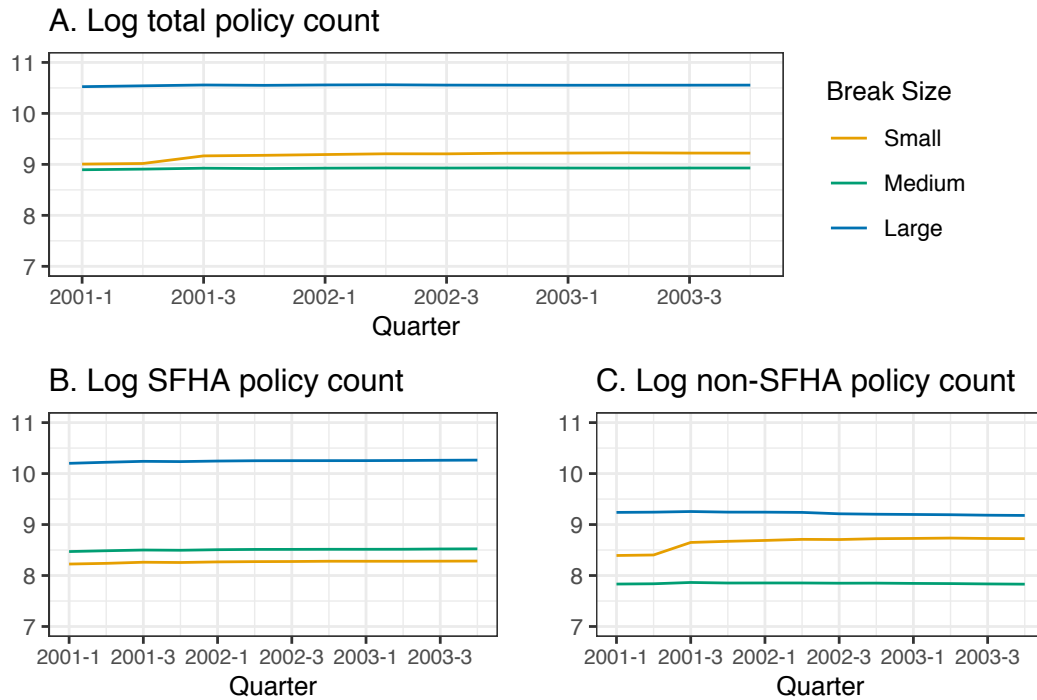 A. Log total policy count
11
10
9
8
7
2001-1 2001-3 2002-1 2002-3 2003-1 2003-3
Quarter
Break Size
Small
Medium
Large
B. Log SFHA policy count
11
10
9
8
7
2001-1 2001-3 2002-1 2002-3 2003-1 2003-3
Quarter
C. Log non-SFHA policy count
11
10
9
8
7
2001-1 2001-3 2002-1 2002-3 2003-1 2003-3
Quarter